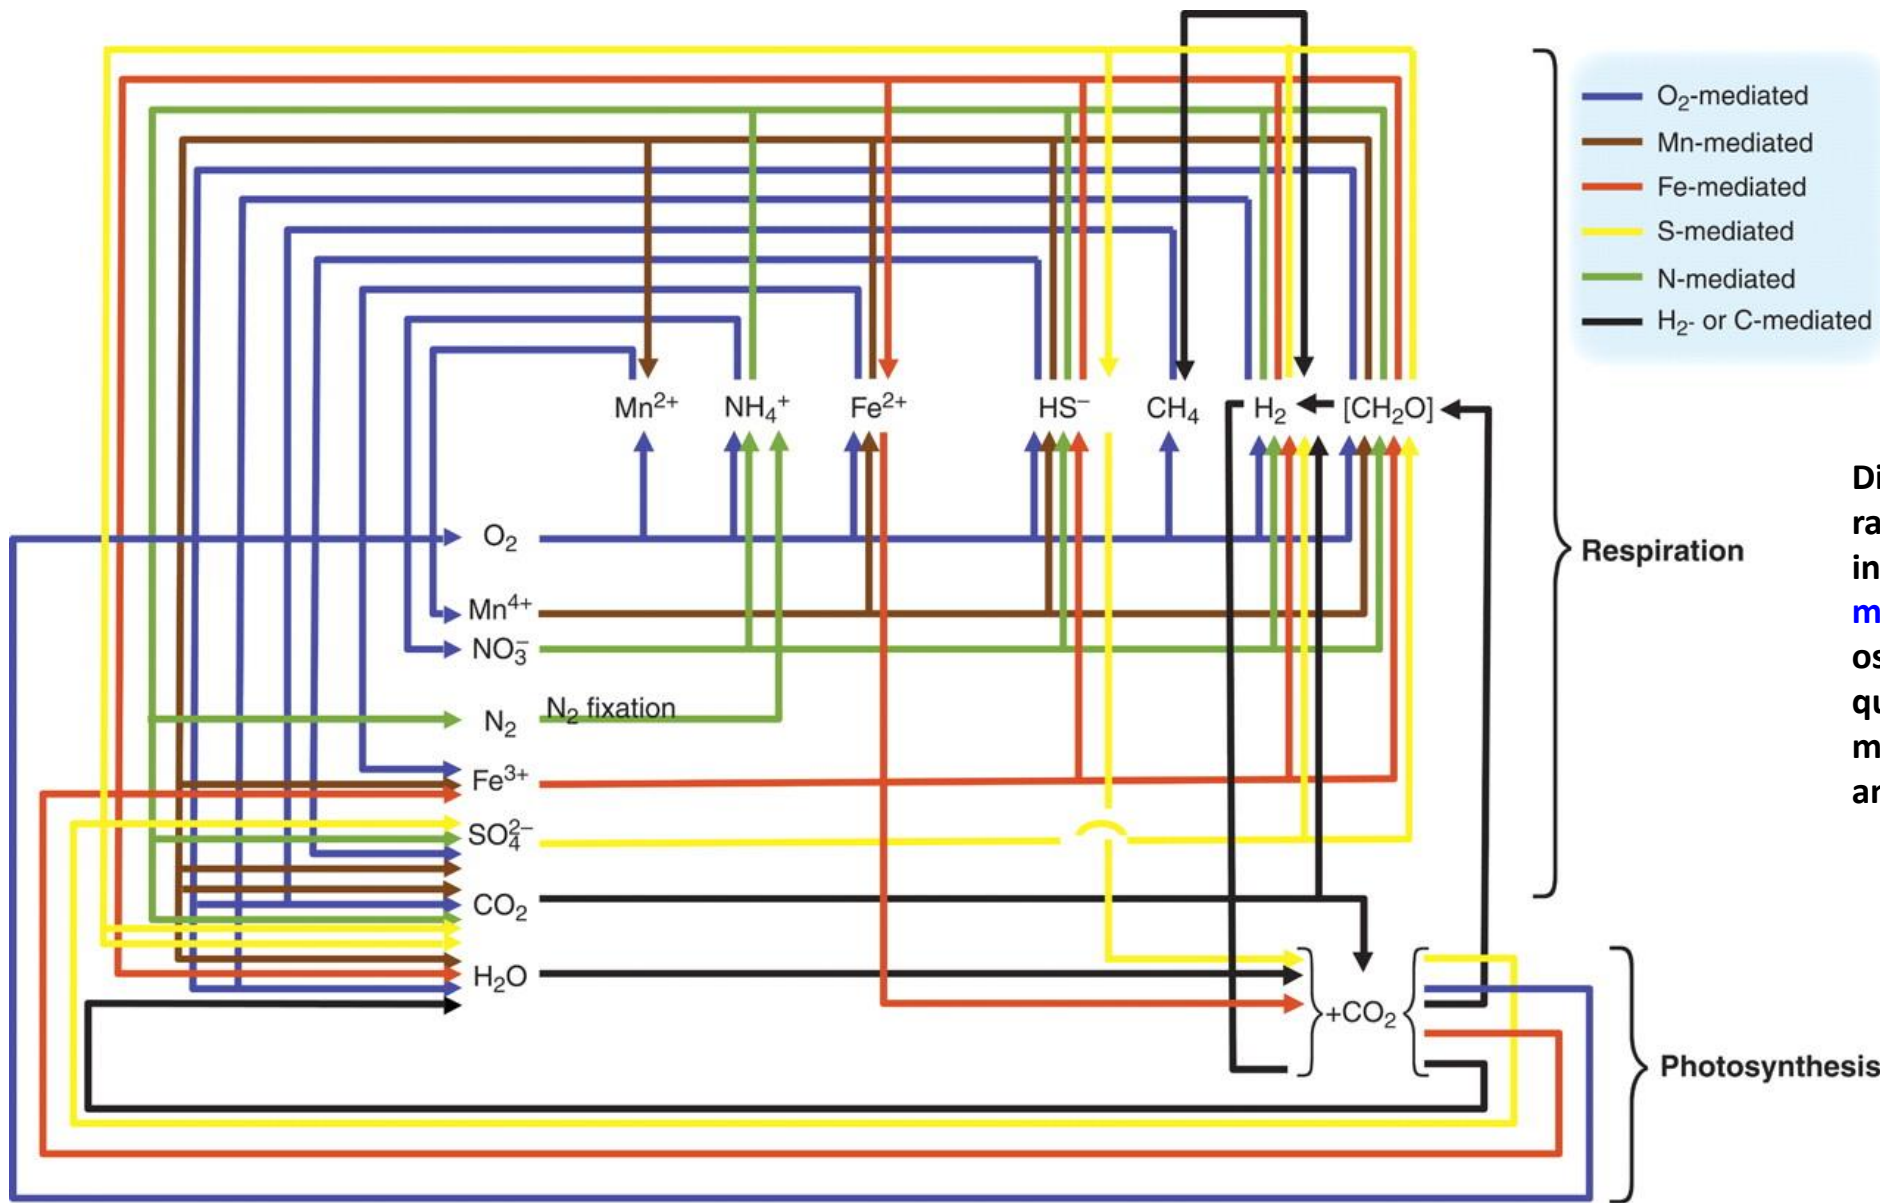 O₂-mediated
Mn-mediated
Fe-mediated
S-mediated
N-mediated
H₂- or C-mediated
Mn²⁺ NH₄⁺ Fe²⁺ HS⁻ CH₄ H₂ [CH₂O]
O₂
Mn⁴⁺
NO₃⁻
N₂ N₂ fixation
Fe³⁺
SO₄²⁻
CO₂
H₂O
+CO₂
Respiration
Photosynthesis